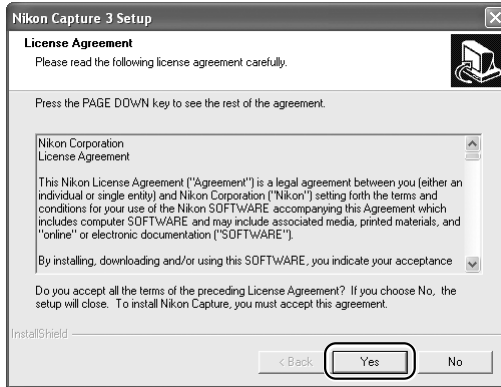 Nikon Capture 3 Setup
License Agreement
Please read the following license agreement carefully.
Press the PAGE DOWN key to see the rest of the agreement.
Nikon Corporation
License Agreement
This Nikon License Agreement ("Agreement") is a legal agreement between you (either an
individual or single entity) and Nikon Corporation ("Nikon") setting forth the terms and
conditions for your use of the Nikon SOFTWARE accompanying this Agreement which
includes computer SOFTWARE and may include associated media, printed materials, and
"online" or electronic documentation ("SOFTWARE").
By installing, downloading and/or using this SOFTWARE, you indicate your acceptance
Do you accept all the terms of the preceding License Agreement? If you choose No, the
setup will close. To install Nikon Capture, you must accept this agreement.
InstallShield
< Back Yes No